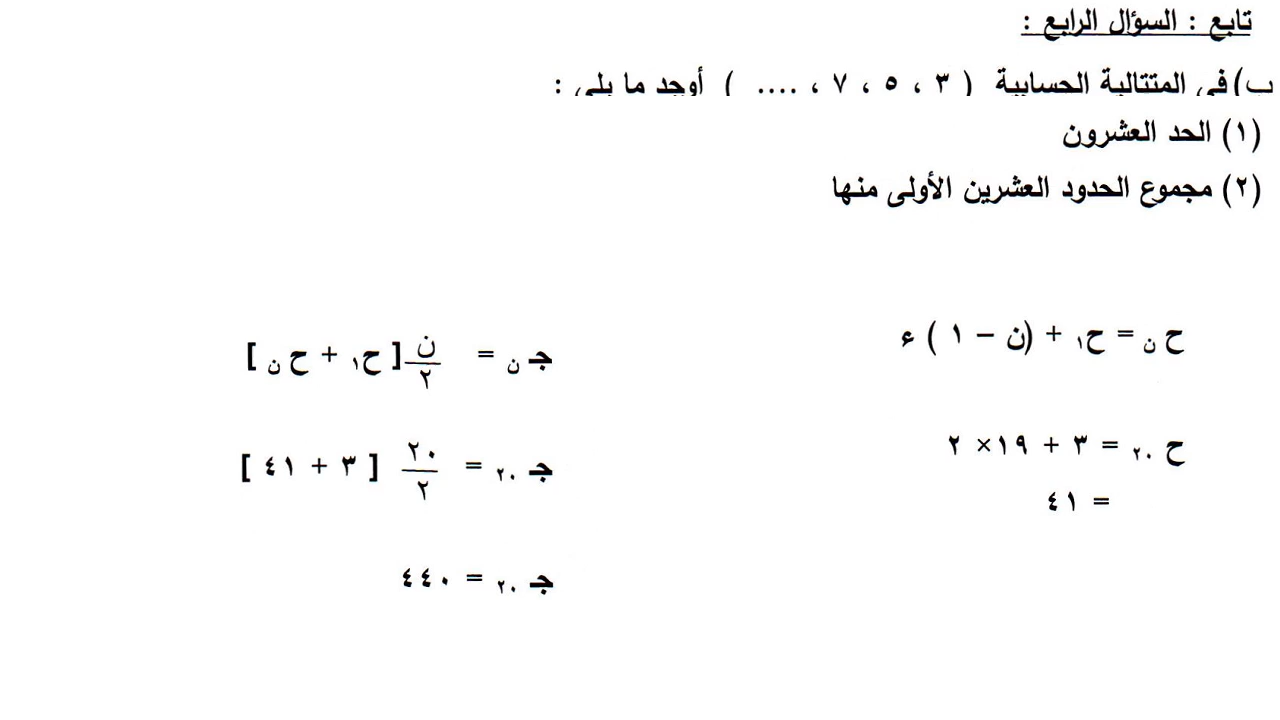 تابع : السؤال الرابع :
ب) في المتتالية الحسابية ( ٣ ، ٥ ، ٧ ، .... ) أوجد ما يلي :
(١) الحد العشرون
(٢) مجموع الحدود العشرين الأولى منها
ح ن = ح١ + (ن – ١ ) ء
ح ٢٠ = ٣ + ١٩× ٢
= ٤١
جـ ن = ن/٢ [ ح١ + ح ن ]
جـ ٢٠ = ٢٠/٢ [ ٣ + ٤١ ]
جـ ٢٠ = ٤٤٠